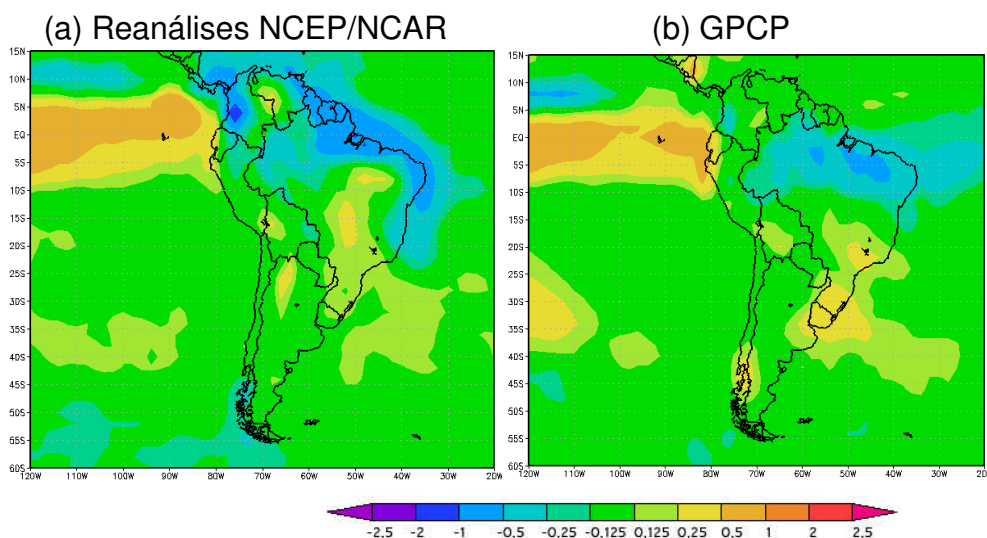 (a) Reanálises NCEP/NCAR (b) GPCP
15N 15N
10N 10N
5N 5N
EQ EQ
5S 5S
10S 10S
15S 15S
20S 20S
25S 25S
30S 30S
35S 35S
40S 40S
45S 45S
50S 50S
55S 55S
60S 60S
120W 110W 100W 90W 80W 70W 60W 50W 40W 30W 20W 120W 110W 100W 90W 80W 70W 60W 50W 40W 30W 20W
-2.5 -2 -1 -0.5 -0.25 -0.125 0.125 0.25 0.5 1 2 2.5